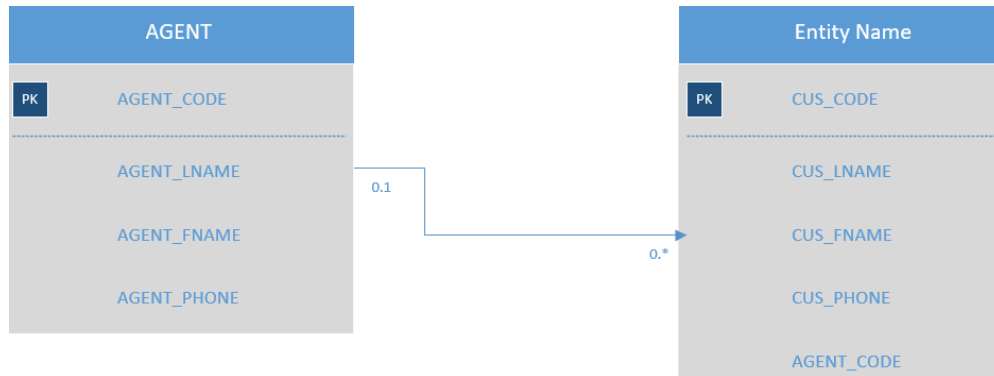 AGENT
PK AGENT_CODE
AGENT_LNAME
AGENT_FNAME
AGENT_PHONE
0.1
0.*
Entity Name
PK CUS_CODE
CUS_LNAME
CUS_FNAME
CUS_PHONE
AGENT_CODE